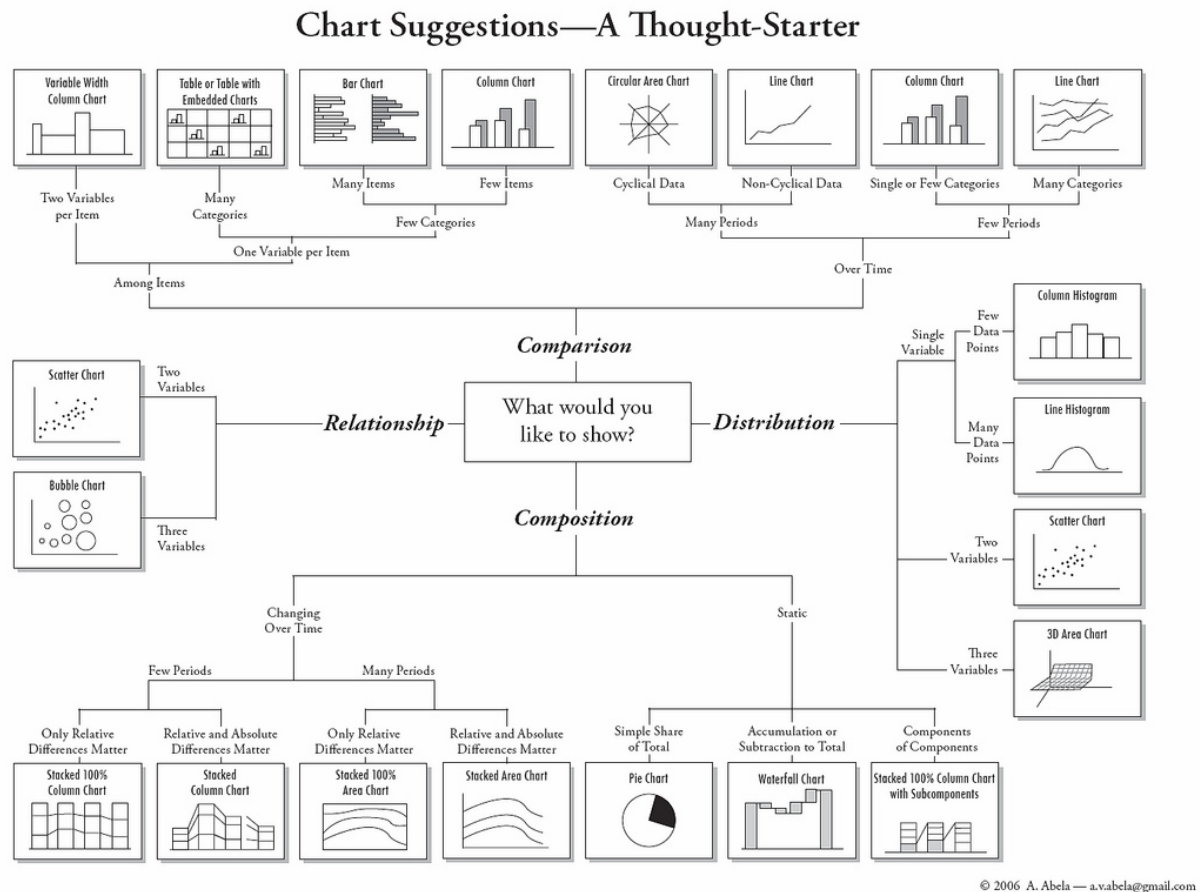 Chart Suggestions—A Thought-Starter
Variable Width
Column Chart
Table or Table with
Embedded Charts
Bar Chart
Column Chart
Circular Area Chart
Line Chart
Column Chart
Line Chart
Two Variables
per Item
Many
Categories
Many Items
Few Items
Cyclical Data
Non-Cyclical Data
Single or Few Categories
Many Categories
Few Categories
Many Periods
Few Periods
One Variable per Item
Among Items
Over Time
Comparison
What would you
like to show?
Relationship
Two
Variables
Scatter Chart
Three
Variables
Bubble Chart
Distribution
Single
Variable
Few
Data
Points
Column Histogram
Many
Data
Points
Line Histogram
Two
Variables
Scatter Chart
Three
Variables
3D Area Chart
Composition
Changing
Over Time
Static
Few Periods
Many Periods
Only Relative
Differences Matter
Relative and Absolute
Differences Matter
Only Relative
Differences Matter
Relative and Absolute
Differences Matter
Simple Share
of Total
Accumulation or
Subtraction to Total
Components
of Components
Stacked 100%
Column Chart
Stacked
Column Chart
Stacked 100%
Area Chart
Stacked Area Chart
Pie Chart
Waterfall Chart
Stacked 100% Column Chart
with Subcomponents
© 2006 A. Abela — a.v.abela@gmail.com